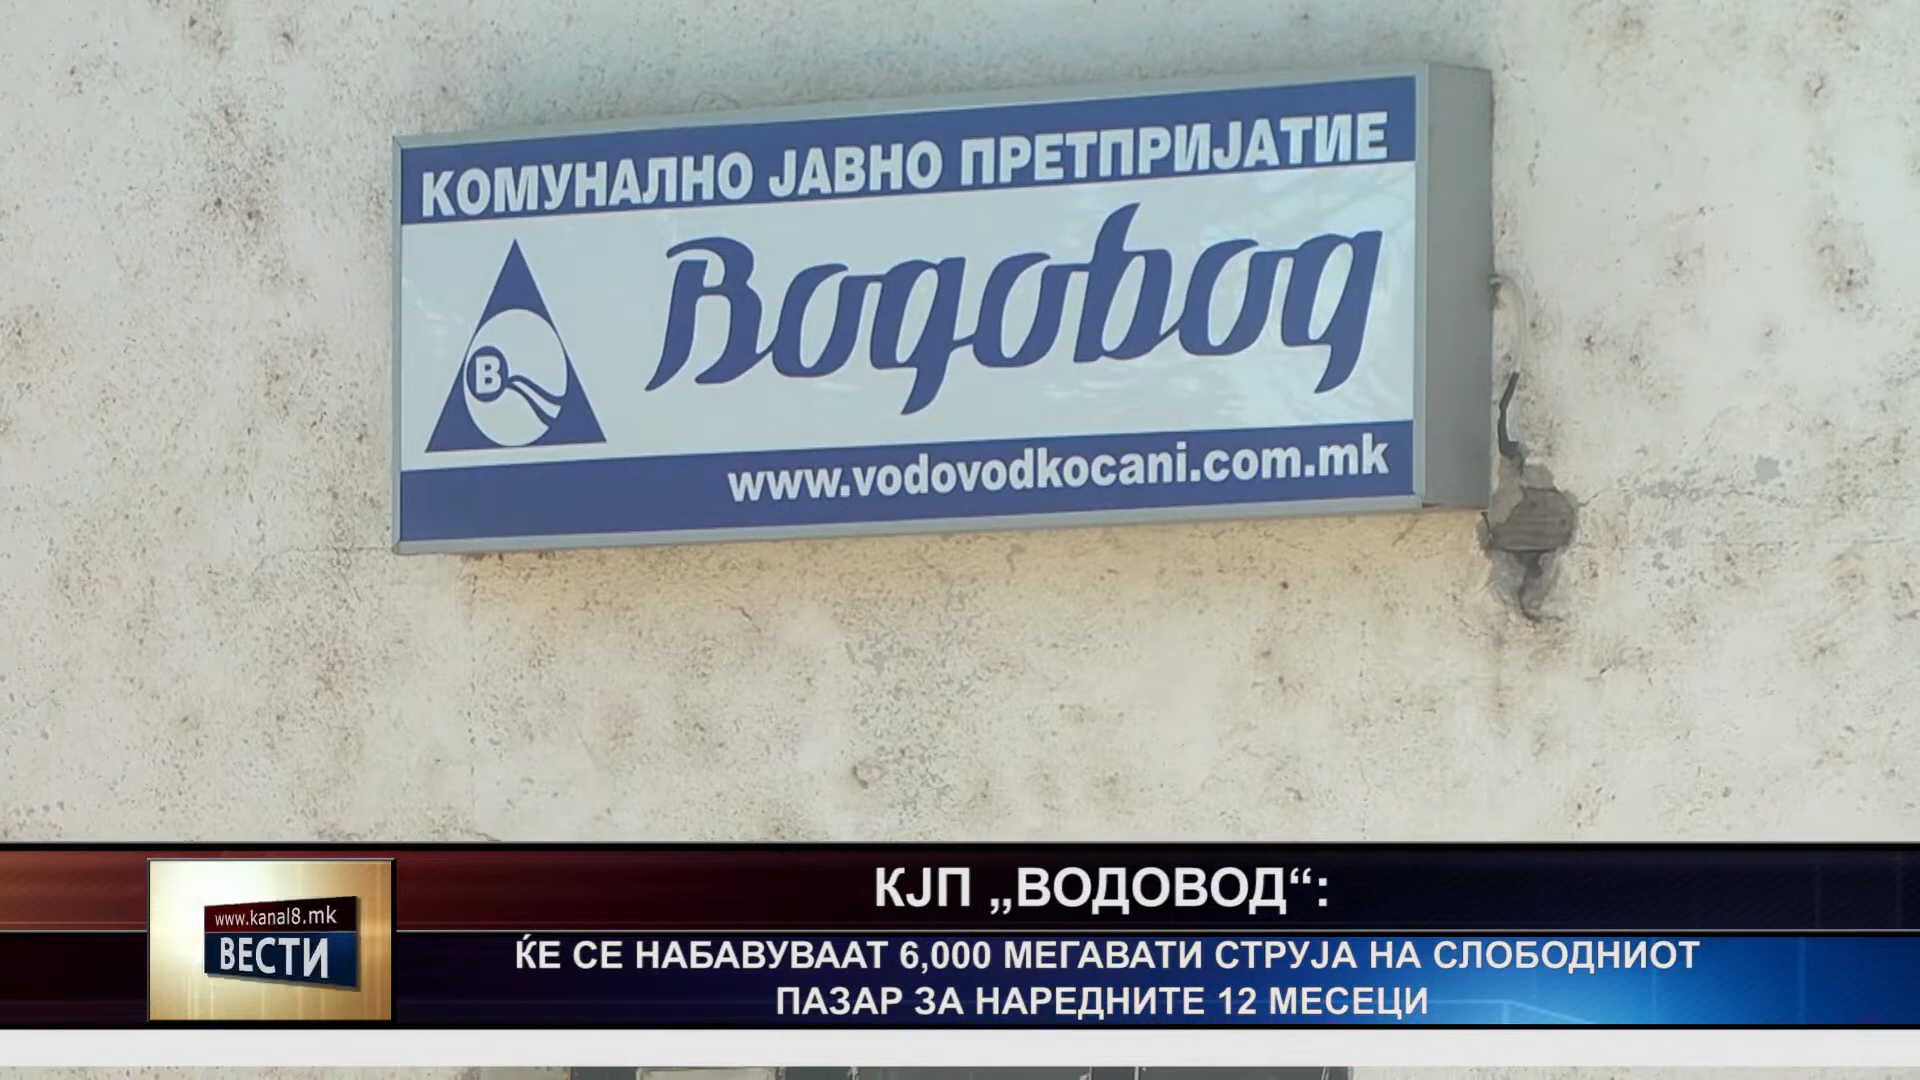 КОМУНАЛНО ЈАВНО ПРЕТПРИЈАТИЕ
Водовод
В
www.vodovodkocani.com.mk
КЈП „ВОДОВОД“:
ЌЕ СЕ НАБАВУВААТ 6,000 МЕГАВАТИ СТРУЈА НА СЛОБОДНИОТ
ПАЗАР ЗА НАРЕДНИТЕ 12 МЕСЕЦИ
www.kanal8.mk
ВЕСТИ